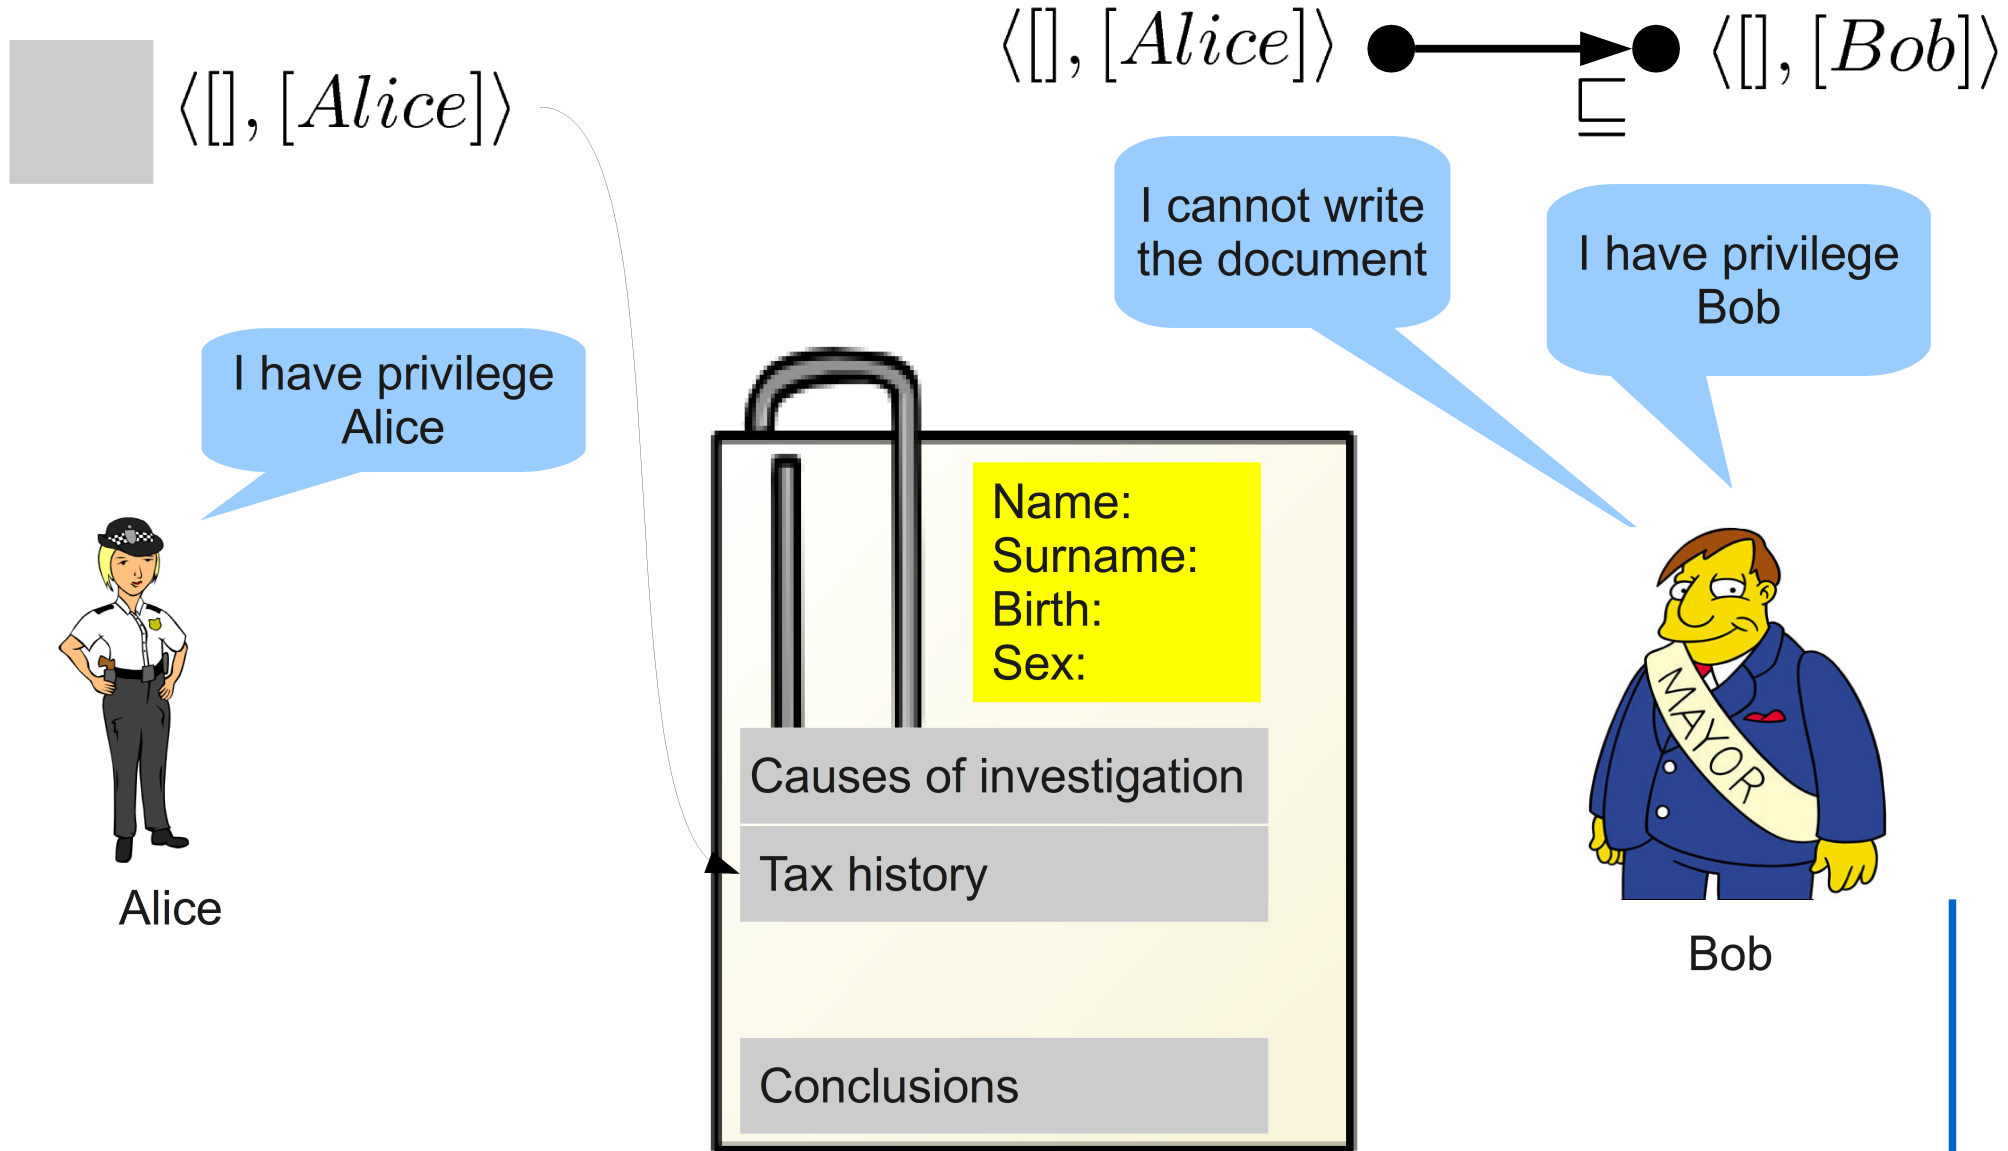 ⟨[], [Alice]⟩
⟨[], [Alice]⟩ ⊑ ⟨[], [Bob]⟩
I cannot write
the document
I have privilege
Bob
I have privilege
Alice
Name:
Surname:
Birth:
Sex:
MAYOR
Causes of investigation
Tax history
Conclusions
Alice
Bob